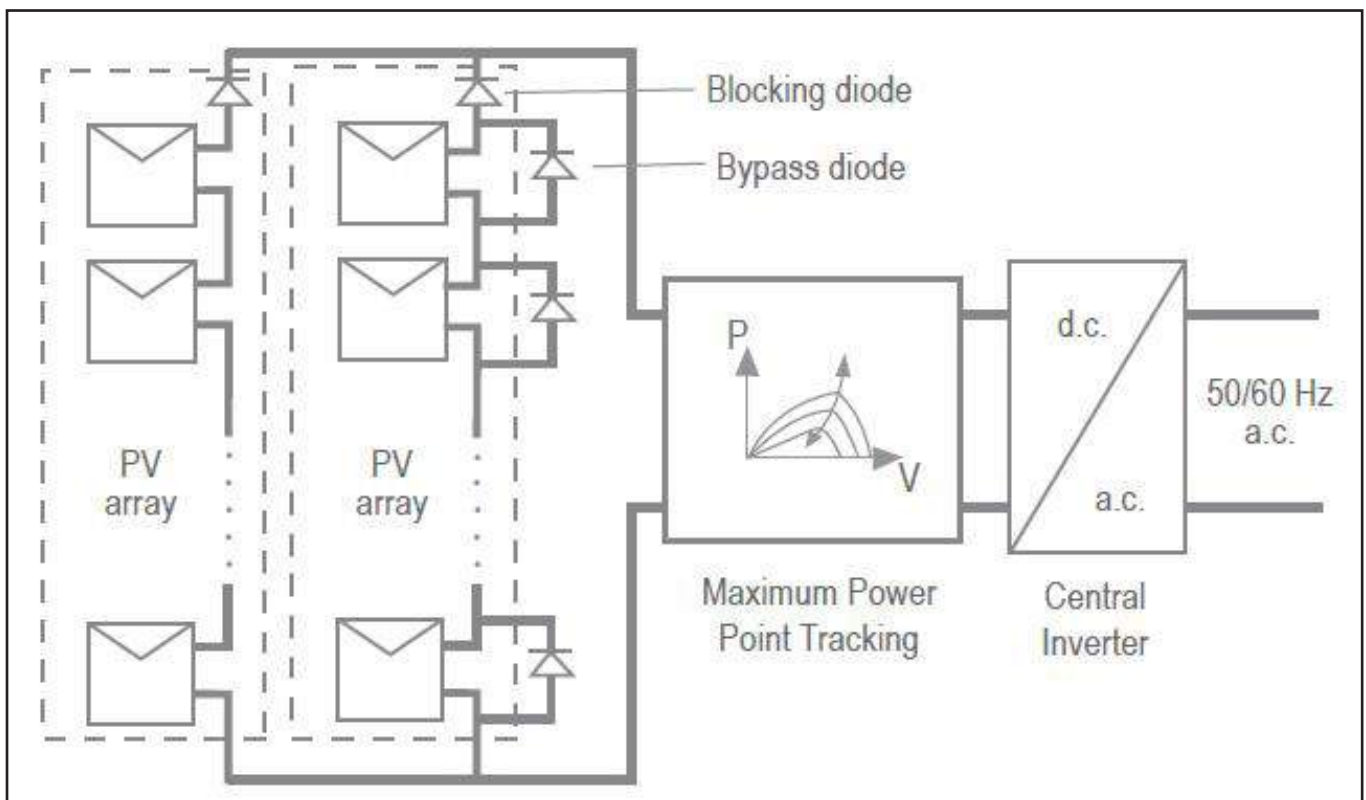 Blocking diode
Bypass diode
PV
array
PV
array
P
V
Maximum Power
Point Tracking
d.c.
a.c.
Central
Inverter
50/60 Hz
a.c.